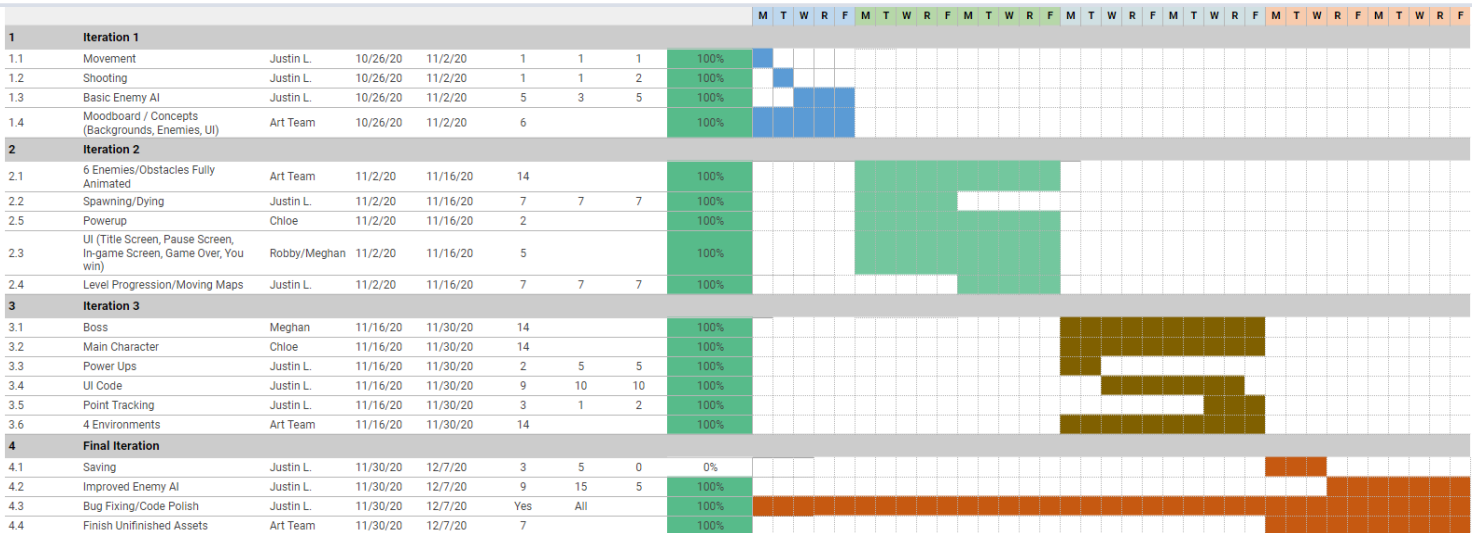 M T W R F M T W R F M T W R F M T W R F M T W R F M T W R F M T W R F
1 Iteration 1
1.1 Movement Justin L. 10/26/20 11/2/20 1 1 1 100%
1.2 Shooting Justin L. 10/26/20 11/2/20 1 1 2 100%
1.3 Basic Enemy AI Justin L. 10/26/20 11/2/20 5 3 5 100%
1.4 Moodboard / Concepts
(Backgrounds, Enemies, UI) Art Team 10/26/20 11/2/20 6 100%
2 Iteration 2
2.1 6 Enemies/Obstacles Fully
Animated Art Team 11/2/20 11/16/20 14 100%
2.2 Spawning/Dying Justin L. 11/2/20 11/16/20 7 7 7 100%
2.5 Powerup Chloe 11/2/20 11/16/20 2 100%
UI (Title Screen, Pause Screen,
2.3 In-game Screen, Game Over, You Robby/Meghan 11/2/20 11/16/20 5 100%
win)
2.4 Level Progression/Moving Maps Justin L. 11/2/20 11/16/20 7 7 7 100%
3 Iteration 3
3.1 Boss Meghan 11/16/20 11/30/20 14 100%
3.2 Main Character Chloe 11/16/20 11/30/20 14 100%
3.3 Power Ups Justin L. 11/16/20 11/30/20 2 5 5 100%
3.4 UI Code Justin L. 11/16/20 11/30/20 9 10 10 100%
3.5 Point Tracking Justin L. 11/16/20 11/30/20 3 1 2 100%
3.6 4 Environments Art Team 11/16/20 11/30/20 14 100%
4 Final Iteration
4.1 Saving Justin L. 11/30/20 12/7/20 3 5 0 0%
4.2 Improved Enemy AI Justin L. 11/30/20 12/7/20 9 15 5 100%
4.3 Bug Fixing/Code Polish Justin L. 11/30/20 12/7/20 Yes All 100%
4.4 Finish Unifinished Assets Art Team 11/30/20 12/7/20 7 100%